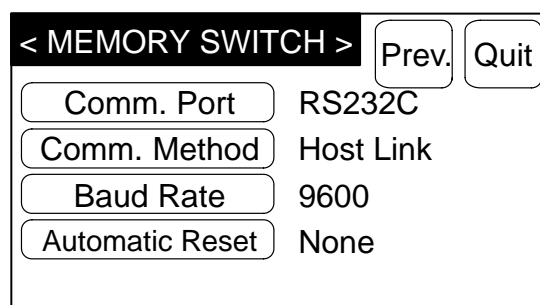 < MEMORY SWITCH > Prev. Quit
Comm. Port RS232C
Comm. Method Host Link
Baud Rate 9600
Automatic Reset None